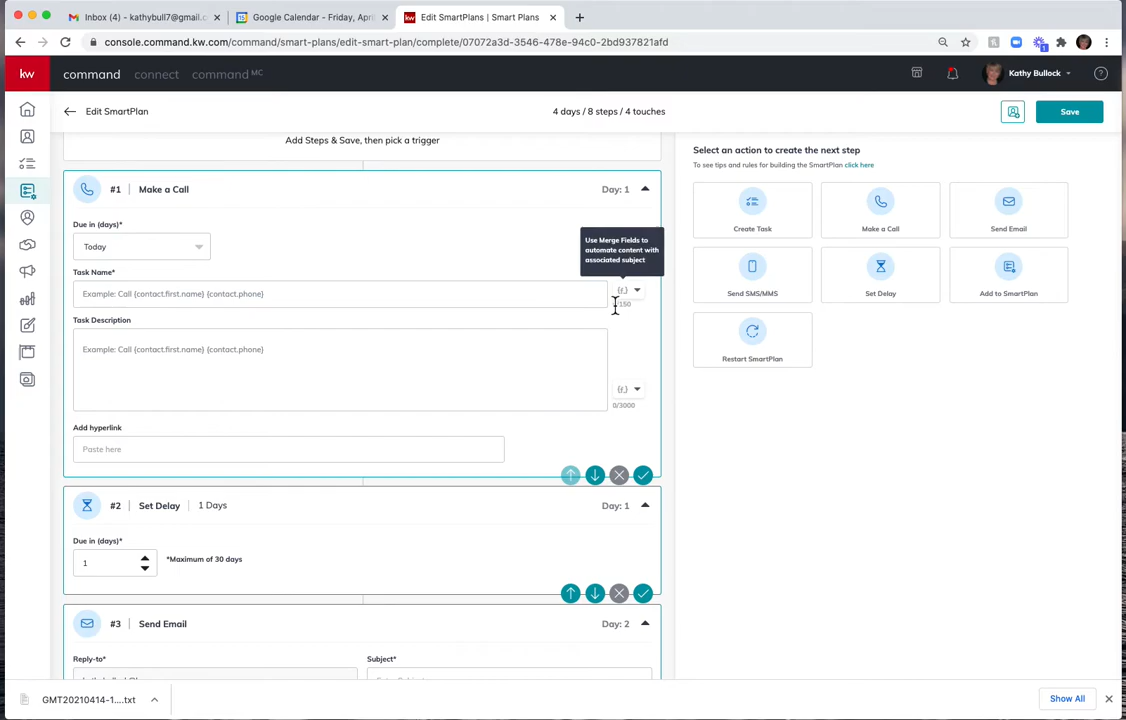 Inbox (4) - kathybull7@gmail.c
Google Calendar - Friday, Apri
Edit SmartPlans | Smart Plans
console.command.kw.com/command/smart-plans/edit-smart-plan/complete/07072a3d-3546-478e-94c0-2bd937821afd
kw
command
connect
command MC
Kathy Bullock
Edit SmartPlan
4 days / 8 steps / 4 touches
Save
Add Steps & Save, then pick a trigger
#1 | Make a Call
Day: 1
Due in (days)*
Today
Use Merge Fields to
automate content with
associated subject
Task Name*
Example: Call {contact.first.name} {contact.phone}
/150
Task Description
Example: Call {contact.first.name} {contact.phone}
0/3000
Add hyperlink
Paste here
#2 | Set Delay | 1 Days
Day: 1
Due in (days)*
1
*Maximum of 30 days
#3 | Send Email
Day: 2
Reply-to*
Subject*
Select an action to create the next step
To see tips and rules for building the SmartPlan click here
Create Task
Make a Call
Send Email
Send SMS/MMS
Set Delay
Add to SmartPlan
Restart SmartPlan
GMT20210414-1....txt
Show All